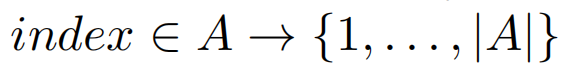 index ∈ A → {1, . . . , |A|}